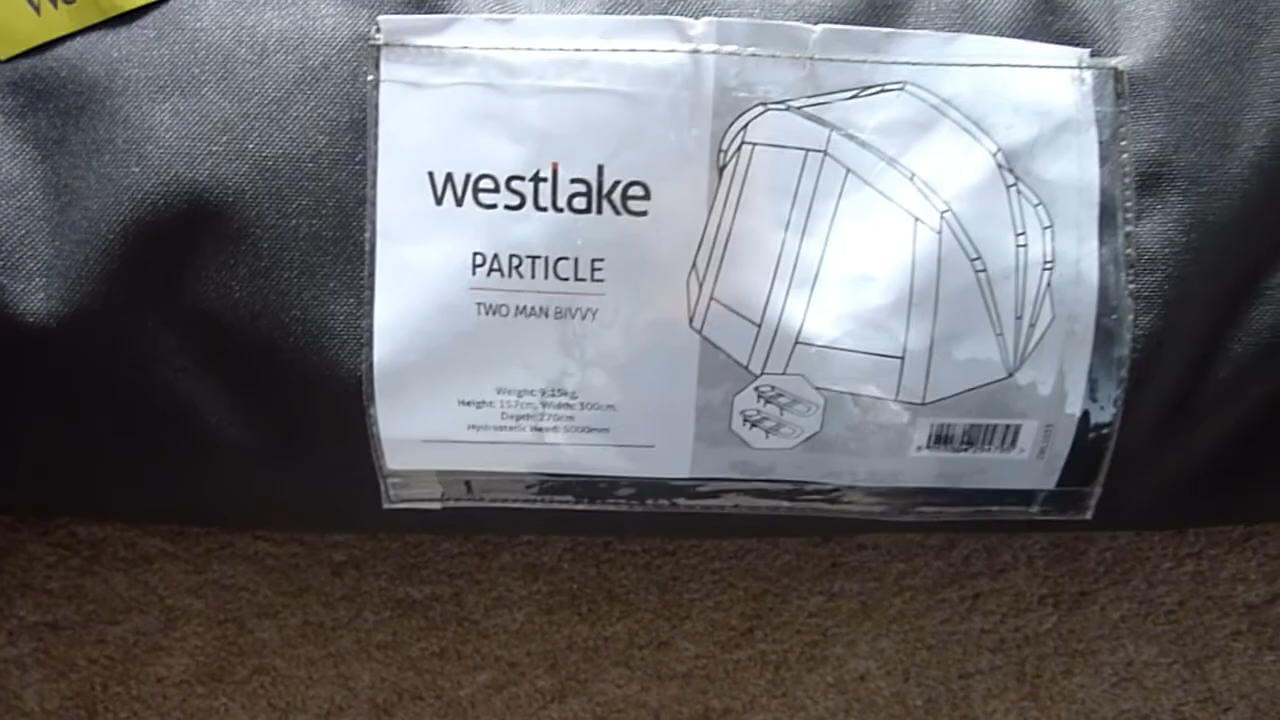 westlake
PARTICLE
TWO MAN BIVVY
Weight: 9.15kg,
Height: 157cm, Width: 300cm,
Depth: 270cm
Hydrostatic Head: 5000mm